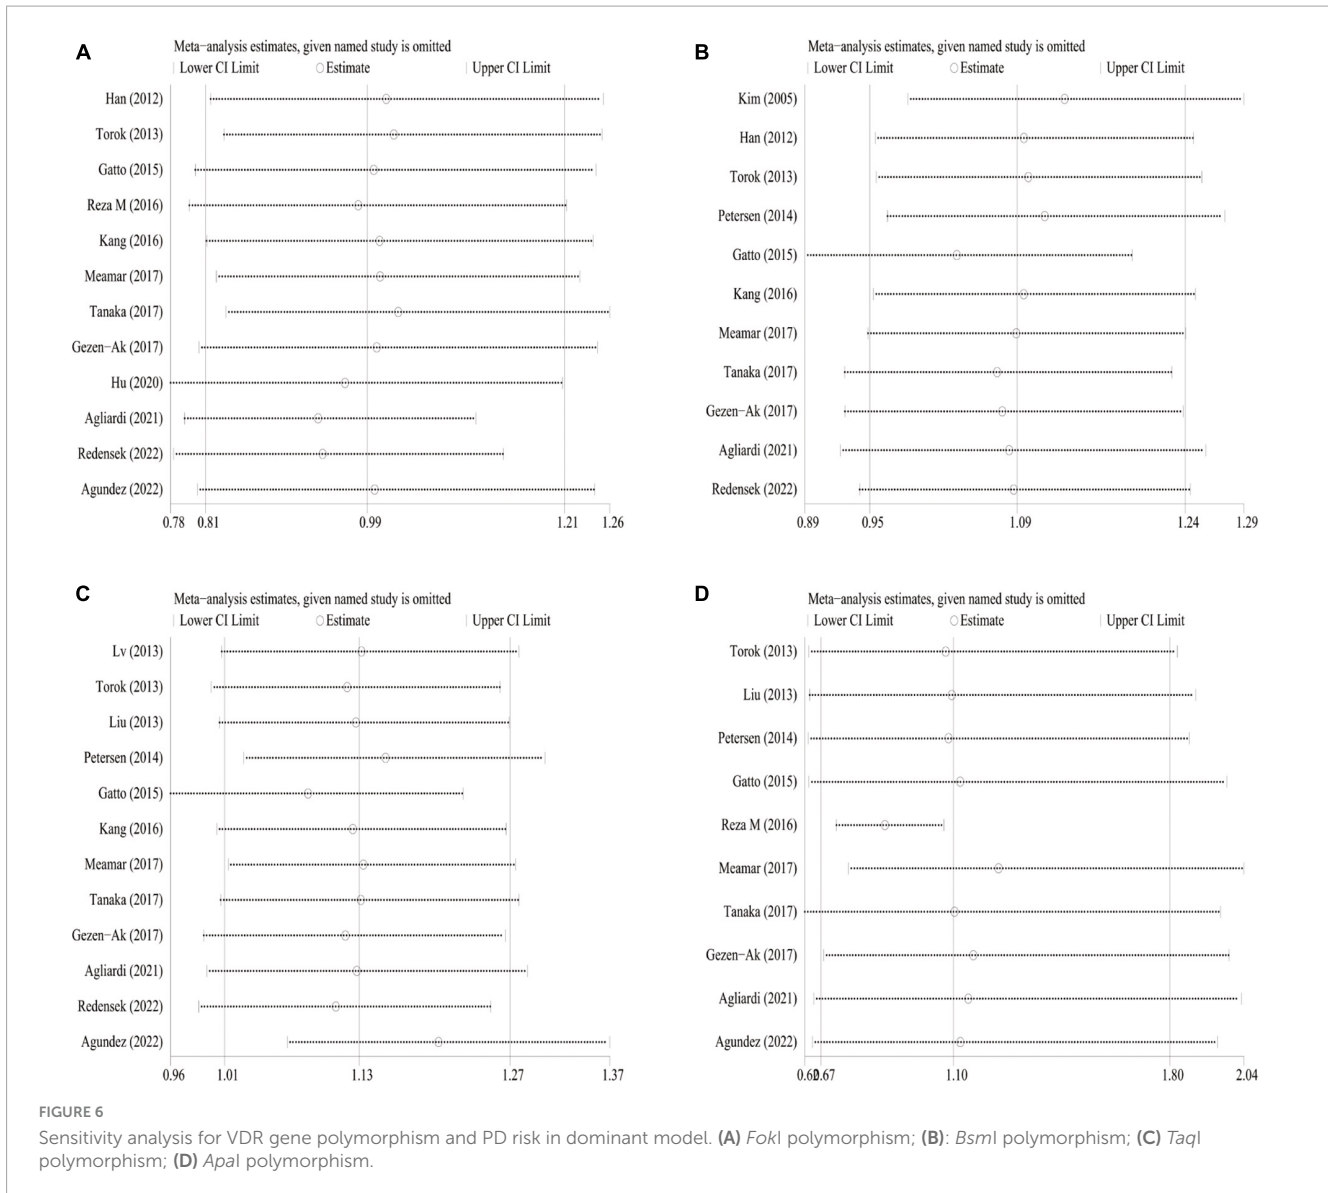 A
Meta-analysis estimates, given named study is omitted
Lower CI Limit Estimate Upper CI Limit
Han (2012)
Torok (2013)
Gatto (2015)
Reza M (2016)
Kang (2016)
Meamar (2017)
Tanaka (2017)
Gezen-Ak (2017)
Hu (2020)
Agliardi (2021)
Redensek (2022)
Agundez (2022)
0.78 0.81 0.99 1.21 1.26
B
Meta-analysis estimates, given named study is omitted
Lower CI Limit Estimate Upper CI Limit
Kim (2005)
Han (2012)
Torok (2013)
Petersen (2014)
Gatto (2015)
Kang (2016)
Meamar (2017)
Tanaka (2017)
Gezen-Ak (2017)
Agliardi (2021)
Redensek (2022)
0.89 0.95 1.09 1.24 1.29
C
Meta-analysis estimates, given named study is omitted
Lower CI Limit Estimate Upper CI Limit
Lv (2013)
Torok (2013)
Liu (2013)
Petersen (2014)
Gatto (2015)
Kang (2016)
Meamar (2017)
Tanaka (2017)
Gezen-Ak (2017)
Agliardi (2021)
Redensek (2022)
Agundez (2022)
0.96 1.01 1.13 1.27 1.37
D
Meta-analysis estimates, given named study is omitted
Lower CI Limit Estimate Upper CI Limit
Torok (2013)
Liu (2013)
Petersen (2014)
Gatto (2015)
Reza M (2016)
Meamar (2017)
Tanaka (2017)
Gezen-Ak (2017)
Agliardi (2021)
Agundez (2022)
0.67 1.10 1.80 2.04
FIGURE 6
Sensitivity analysis for VDR gene polymorphism and PD risk in dominant model. (A) FokI polymorphism; (B): BsmI polymorphism; (C) TaqI
polymorphism; (D) ApaI polymorphism.